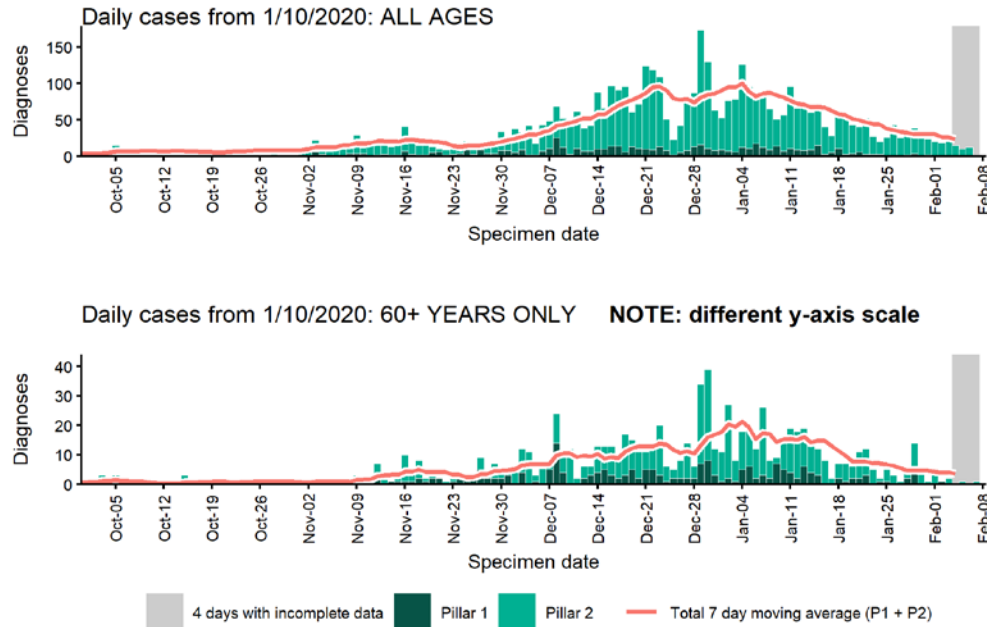 Daily cases from 1/10/2020: ALL AGES
Diagnoses
150
100
50
0
Oct-05
Oct-12
Oct-19
Oct-26
Nov-02
Nov-09
Nov-16
Nov-23
Nov-30
Dec-07
Dec-14
Dec-21
Dec-28
Jan-04
Jan-11
Jan-18
Jan-25
Feb-01
Feb-08
Specimen date
Daily cases from 1/10/2020: 60+ YEARS ONLY NOTE: different y-axis scale
Diagnoses
40
30
20
10
0
Oct-05
Oct-12
Oct-19
Oct-26
Nov-02
Nov-09
Nov-16
Nov-23
Nov-30
Dec-07
Dec-14
Dec-21
Dec-28
Jan-04
Jan-11
Jan-18
Jan-25
Feb-01
Feb-08
Specimen date
4 days with incomplete data Pillar 1 Pillar 2 Total 7 day moving average (P1 + P2)